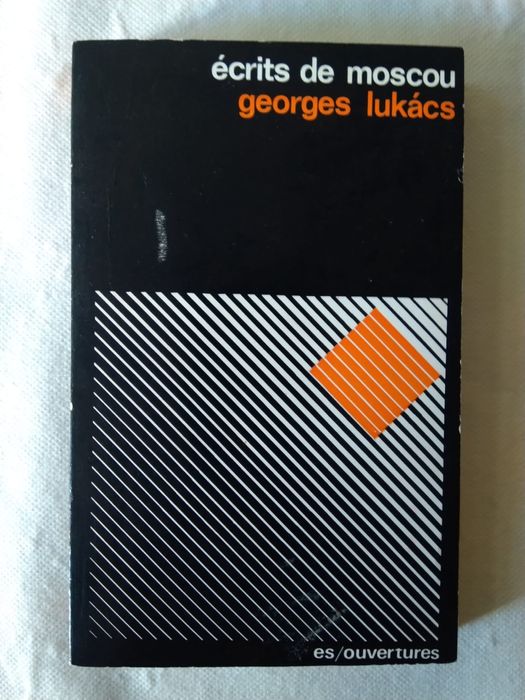 écrits de moscou
georges lukács
es/ouvertures